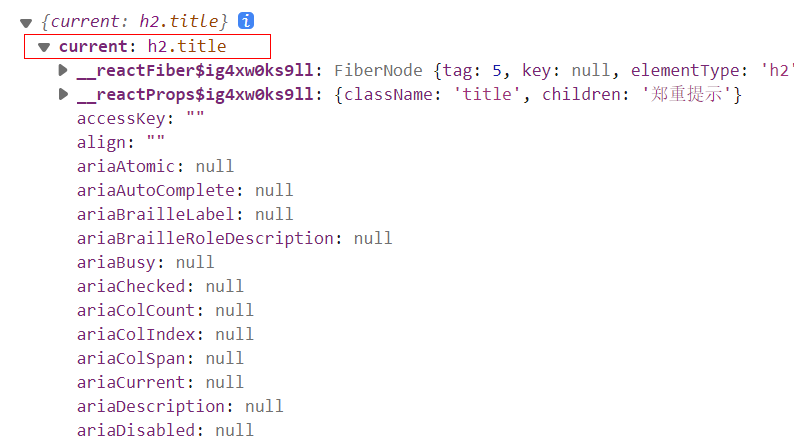 {current: h2.title} i
current: h2.title
__reactFiber$ig4xw0ks9ll: FiberNode {tag: 5, key: null, elementType: 'h2'
__reactProps$ig4xw0ks9ll: {className: 'title', children: '郑重提示'}
accessKey: ""
align: ""
ariaAtomic: null
ariaAutoComplete: null
ariaBrailleLabel: null
ariaBrailleRoleDescription: null
ariaBusy: null
ariaChecked: null
ariaColCount: null
ariaColIndex: null
ariaColSpan: null
ariaCurrent: null
ariaDescription: null
ariaDisabled: null